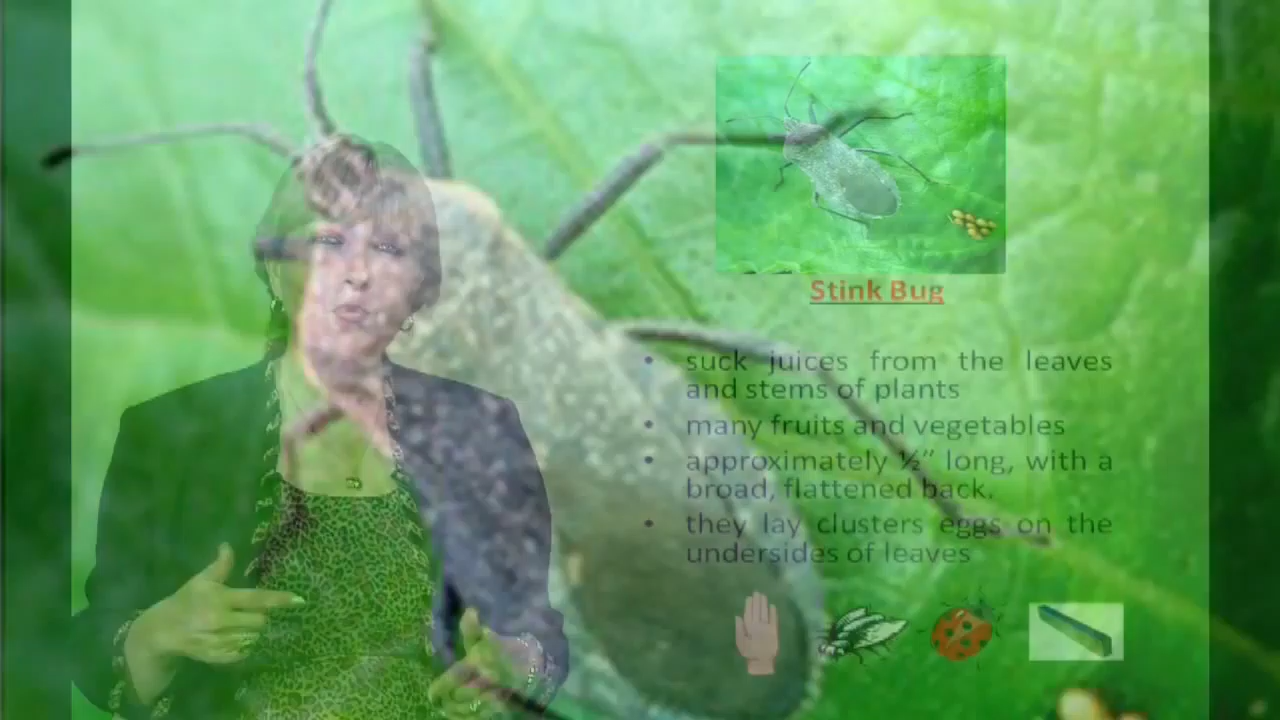 Stink Bug
• suck juices from the leaves
and stems of plants
• many fruits and vegetables
• approximately ½” long, with a
broad, flattened back.
• they lay clusters eggs on the
undersides of leaves